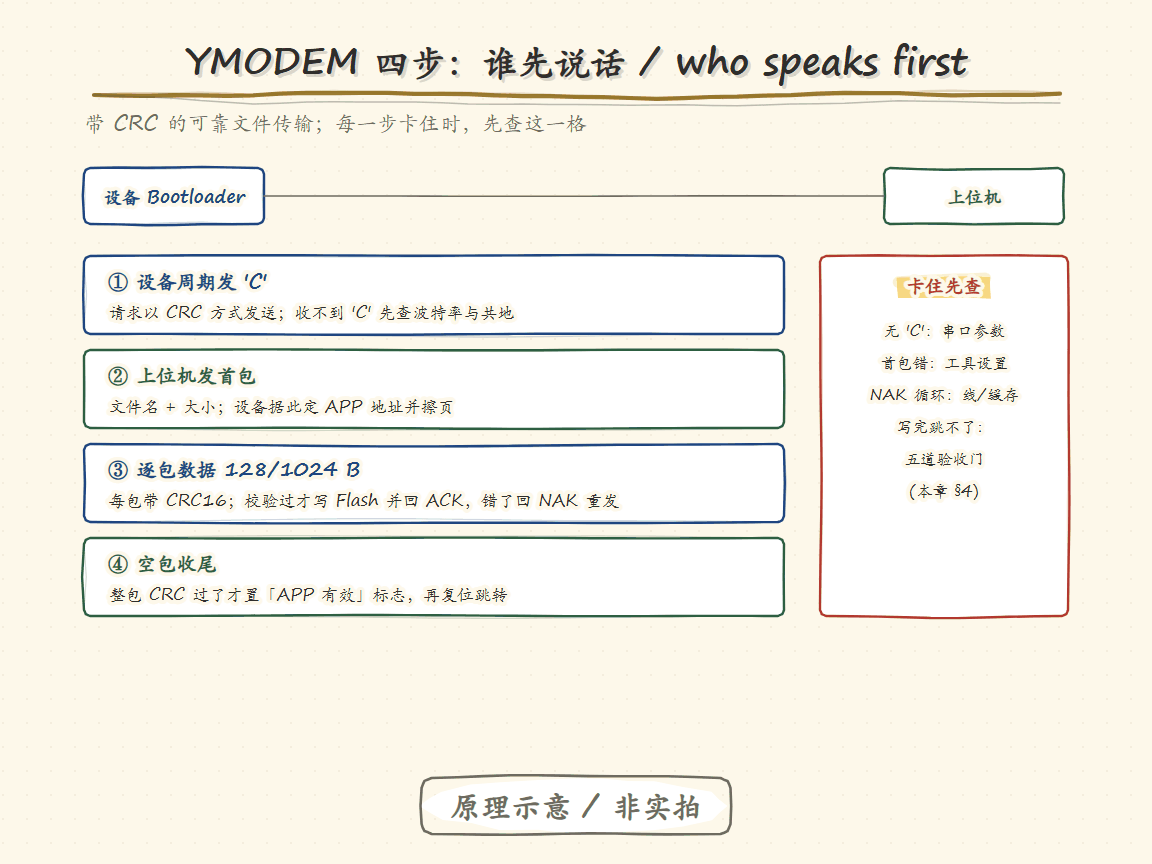 YMODEM 四步：谁先说话 / who speaks first
带 CRC 的可靠文件传输；每一步卡住时，先查这一格
设备 Bootloader
上位机
① 设备周期发 'C'
请求以 CRC 方式发送；收不到 'C' 先查波特率与共地
② 上位机发首包
文件名 + 大小；设备据此定 APP 地址并擦页
③ 逐包数据 128/1024 B
每包带 CRC16；校验过才写 Flash 并回 ACK，错了回 NAK 重发
④ 空包收尾
整包 CRC 过了才置「APP 有效」标志，再复位跳转
卡住先查
无 'C'：串口参数
首包错：工具设置
NAK 循环：线/缓存
写完跳不了：
五道验收门
(本章 §4)
原理示意 / 非实拍